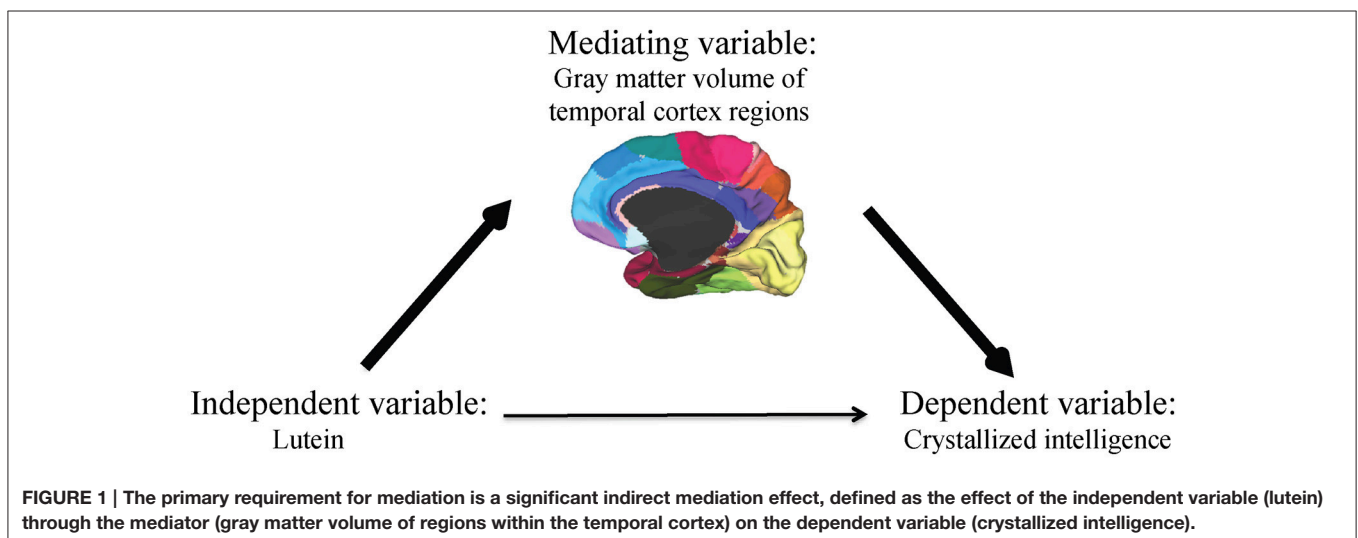 Mediating variable:
Gray matter volume of
temporal cortex regions
Independent variable:
Lutein
Dependent variable:
Crystallized intelligence
FIGURE 1 | The primary requirement for mediation is a significant indirect mediation effect, defined as the effect of the independent variable (lutein)
through the mediator (gray matter volume of regions within the temporal cortex) on the dependent variable (crystallized intelligence).